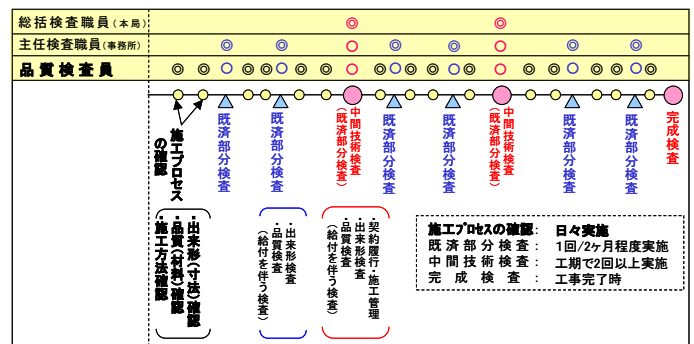 総括検査職員(本局)
主任検査職員(事務所)
品質検査員
施工プロセス
の確認
既済部分検査
既済部分検査
中間技術検査
(既済部分検査)
既済部分検査
既済部分検査
中間技術検査
(既済部分検査)
既済部分検査
既済部分検査
完成検査
・出来形(寸法)確認
・品質(材料)確認
・施工方法確認
・出来形検査
・品質検査
(給付を伴う検査)
・契約履行・施工管理
・出来形検査
・品質検査
(給付を伴う検査)
施工プロセスの確認: 日々実施
既済部分検査: 1回/2ヶ月程度実施
中間技術検査: 工期で2回以上実施
完成検査: 工事完了時